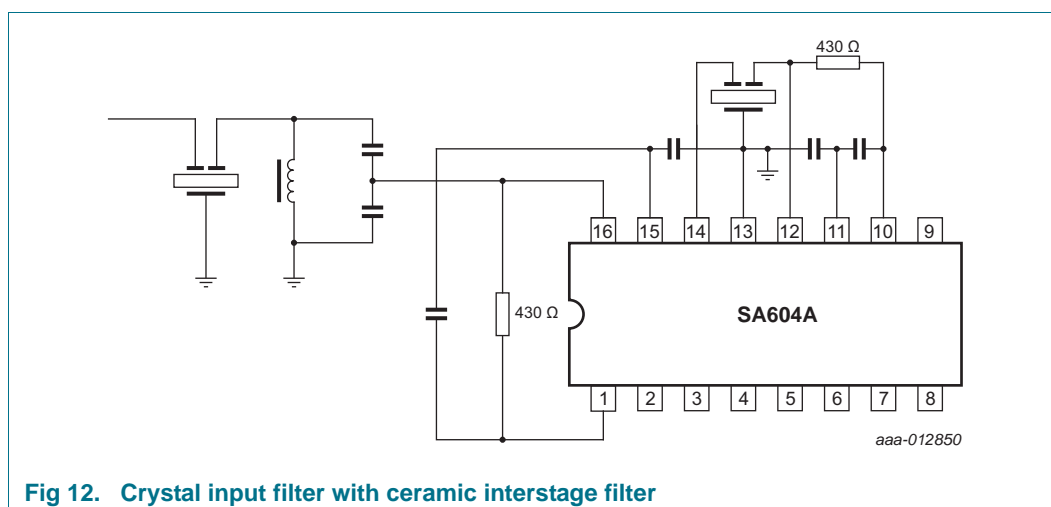 430 Ω
16 15 14 13 12 11 10 9
430 Ω
SA604A
1 2 3 4 5 6 7 8
aaa-012850
Fig 12. Crystal input filter with ceramic interstage filter